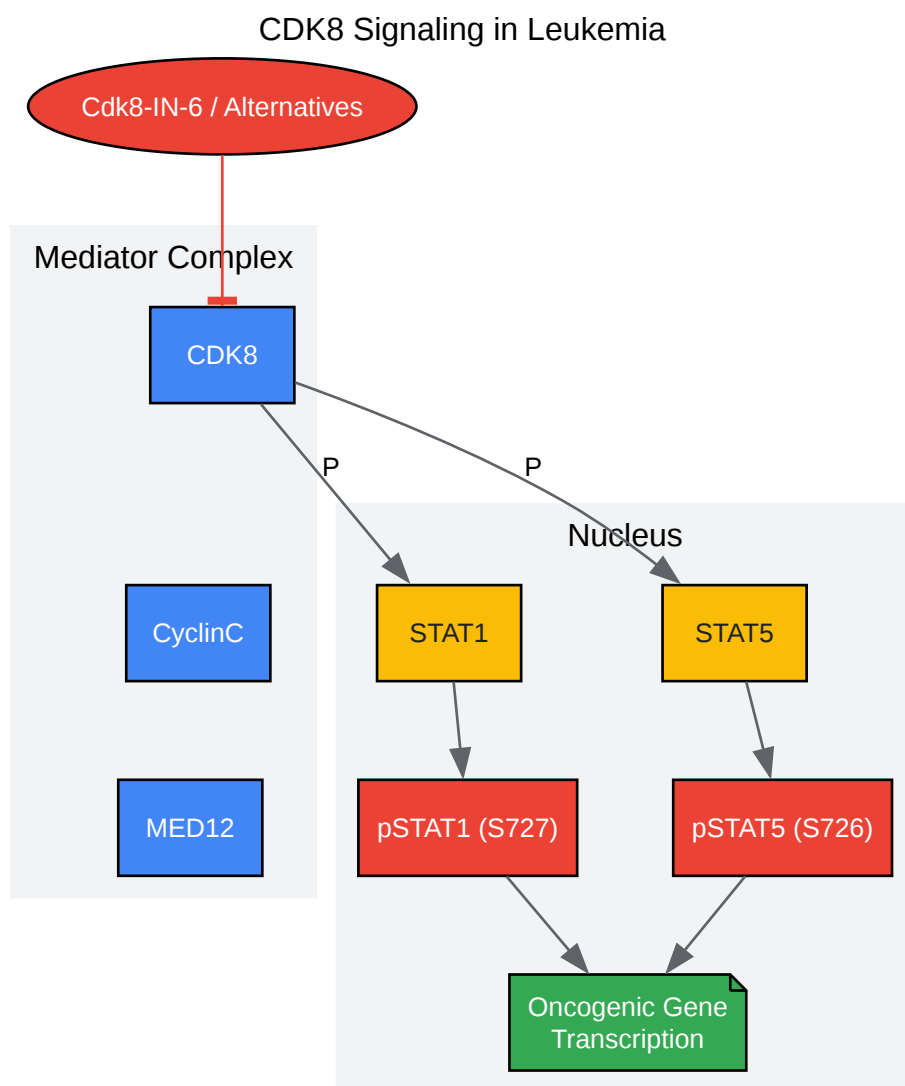 CDK8 Signaling in Leukemia
Cdk8-IN-6 / Alternatives
Mediator Complex
CDK8
P
P
Nucleus
CyclinC
STAT1
STAT5
MED12
pSTAT1 (S727)
pSTAT5 (S726)
Oncogenic Gene
Transcription